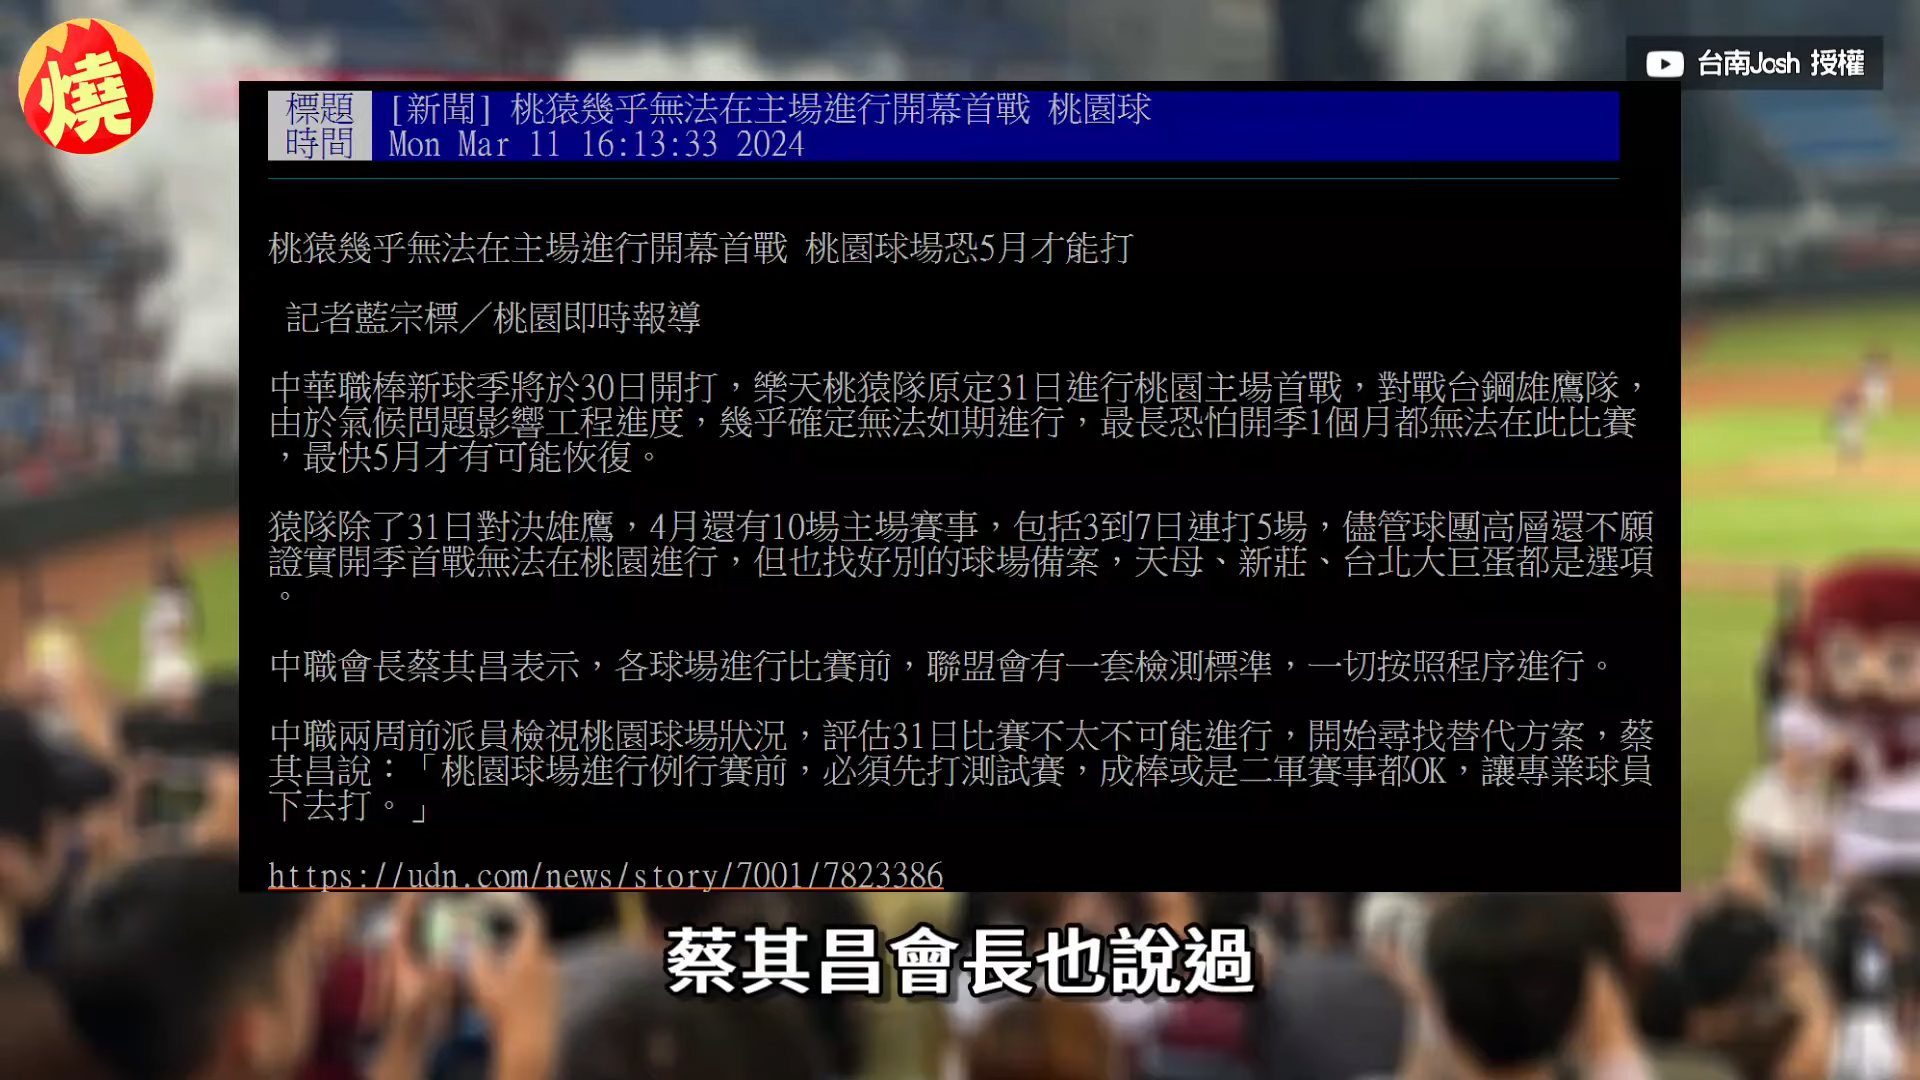 燒
台南Josh 授權
標題 [新聞] 桃猿幾乎無法在主場進行開幕首戰 桃園球
時間 Mon Mar 11 16:13:33 2024
桃猿幾乎無法在主場進行開幕首戰 桃園球場恐5月才能打
記者藍宗標／桃園即時報導
中華職棒新球季將於30日開打，樂天桃猿隊原定31日進行桃園主場首戰，對戰台鋼雄鷹隊，
由於氣候問題影響工程進度，幾乎確定無法如期進行，最長恐怕開季1個月都無法在此比賽
，最快5月才有可能恢復。
猿隊除了31日對決雄鷹，4月還有10場主場賽事，包括3到7日連打5場，儘管球團高層還不願
證實開季首戰無法在桃園進行，但也找好別的球場備案，天母、新莊、台北大巨蛋都是選項
。
中職會長蔡其昌表示，各球場進行比賽前，聯盟會有一套檢測標準，一切按照程序進行。
中職兩周前派員檢視桃園球場狀況，評估31日比賽不太不可能進行，開始尋找替代方案，蔡
其昌說：「桃園球場進行例行賽前，必須先打測試賽，成棒或是二軍賽事都OK，讓專業球員
下去打。」
https://udn.com/news/story/7001/7823386
蔡其昌會長也說過